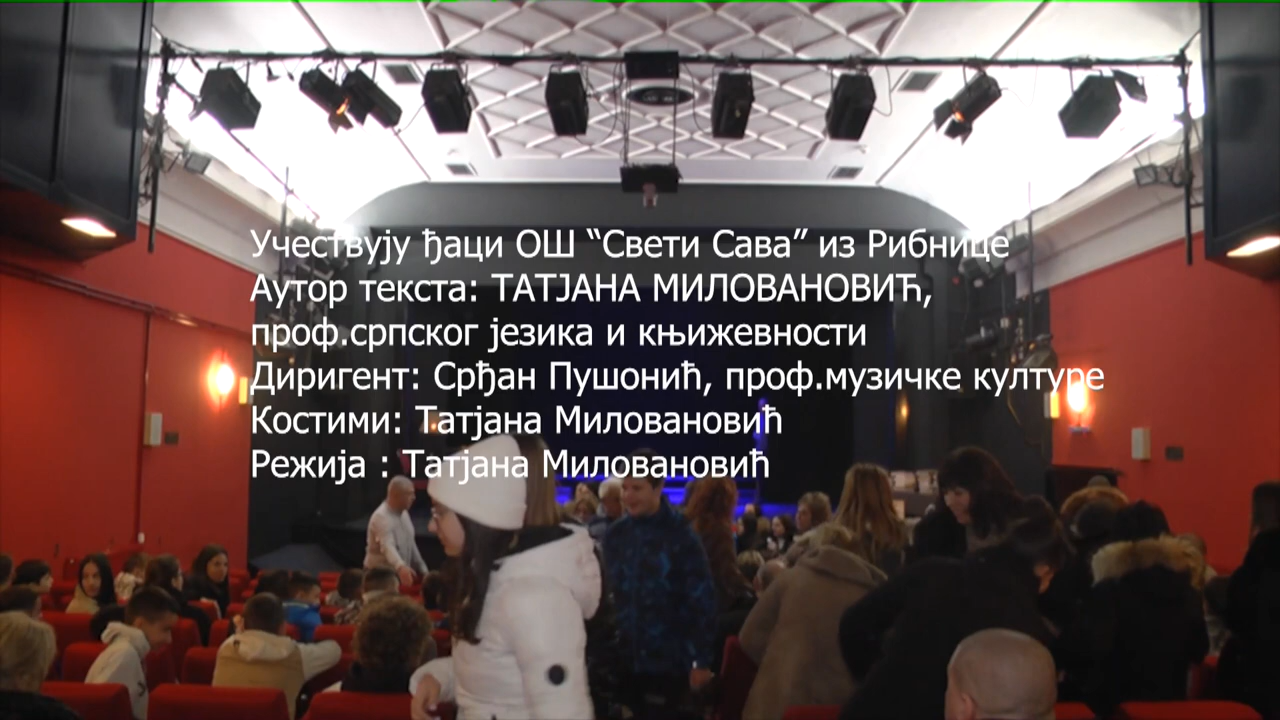 Учествују ђаци ОШ “Свети Сава” из Рибнице
Аутор текста: ТАТЈАНА МИЛОВАНОВИЋ,
проф.српског језика и књижевности
Диригент: Срђан Пушонић, проф.музичке културе
Костими: Татјана Миловановић
Режија : Татјана Миловановић